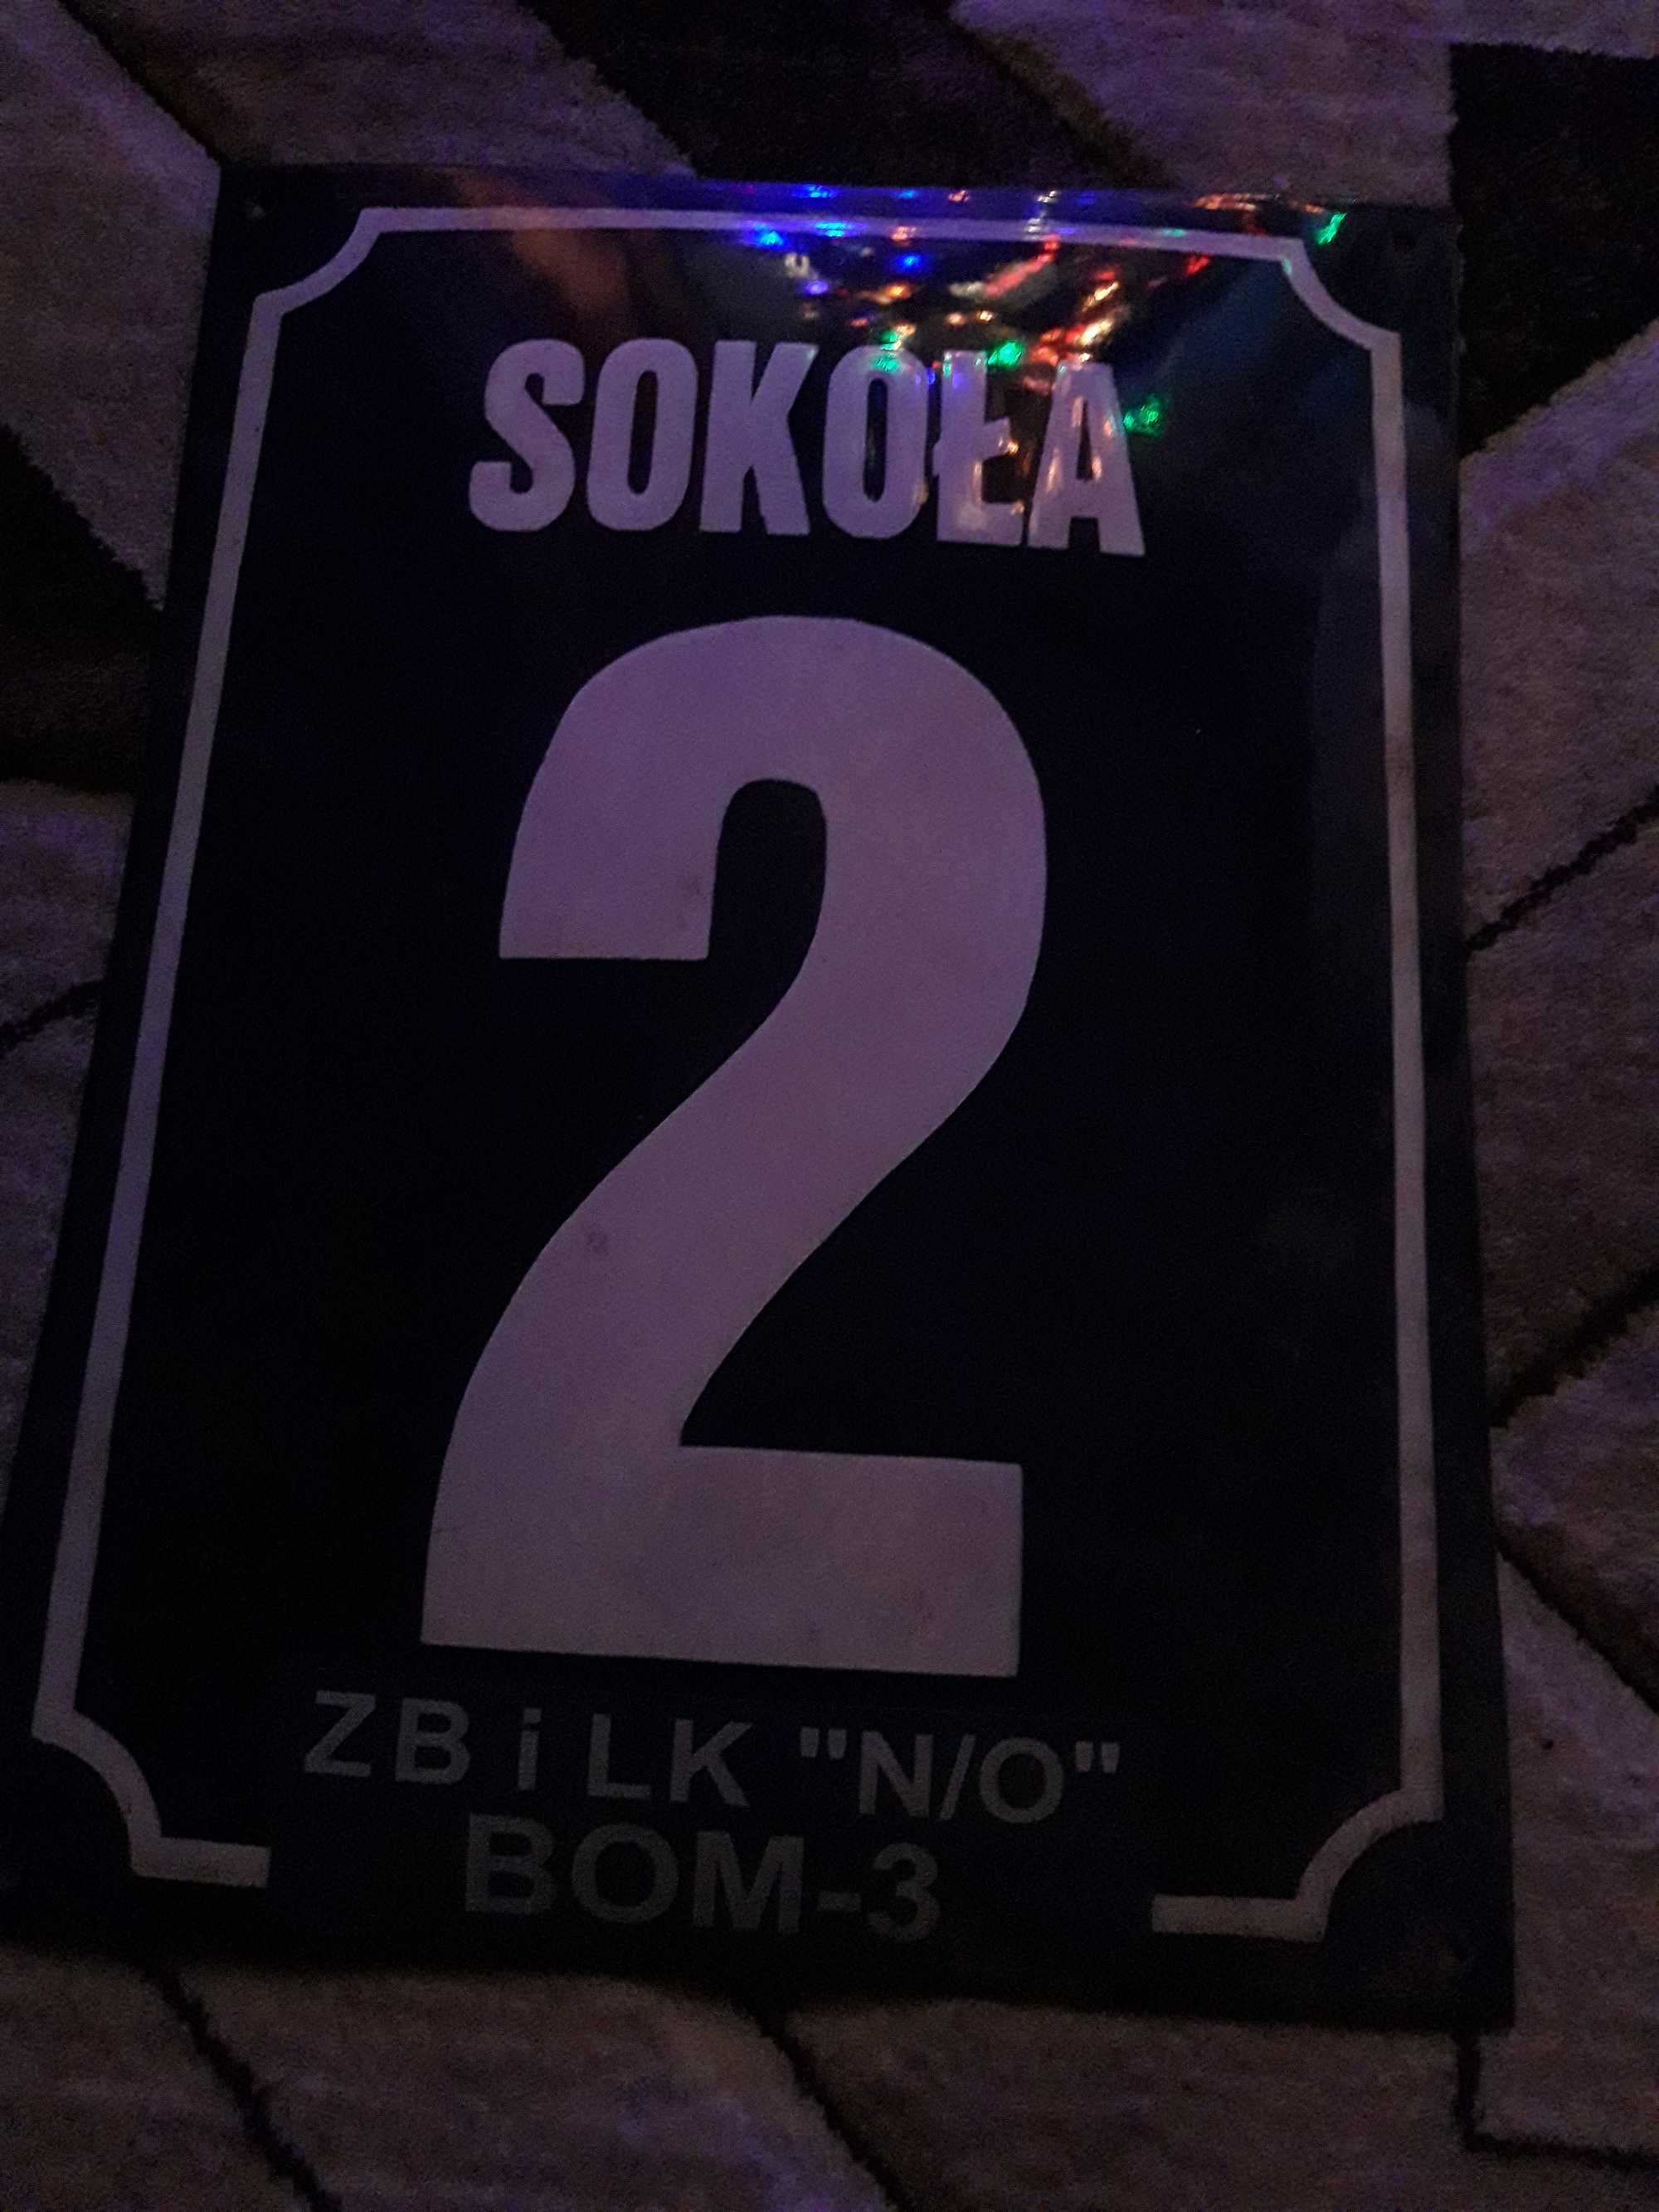 SOKOŁA
2
ZB i LK "N/O"
BOM-3